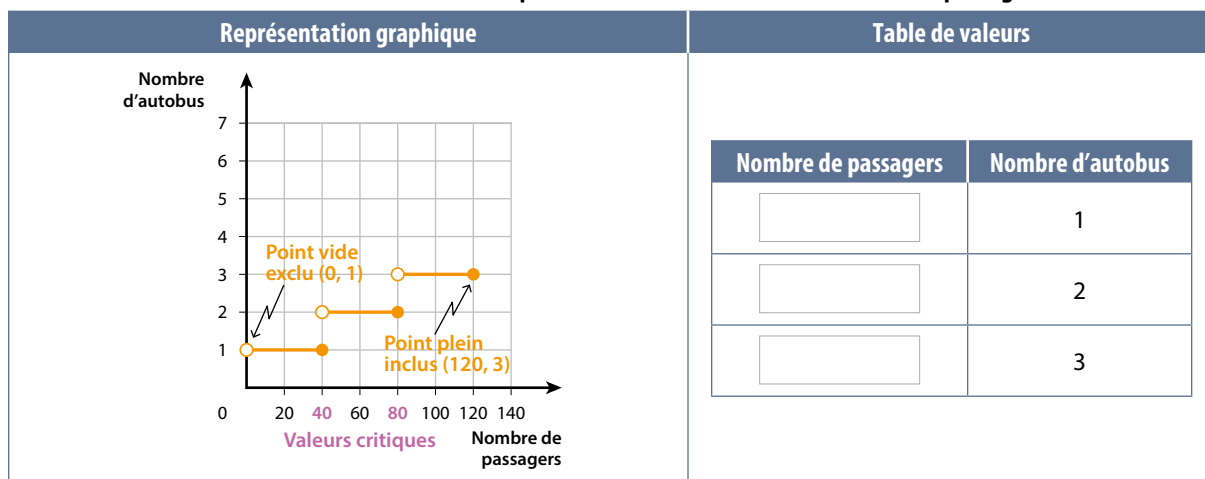 Représentation graphique
Table de valeurs
Nombre
d'autobus
7
6
5
4
3
2
1
Point vide
exclu (0, 1)
Point plein
inclus (120, 3)
0 20 40 60 80 100 120 140
Valeurs critiques
Nombre de
passagers
Nombre de passagers
Nombre d'autobus
1
2
3